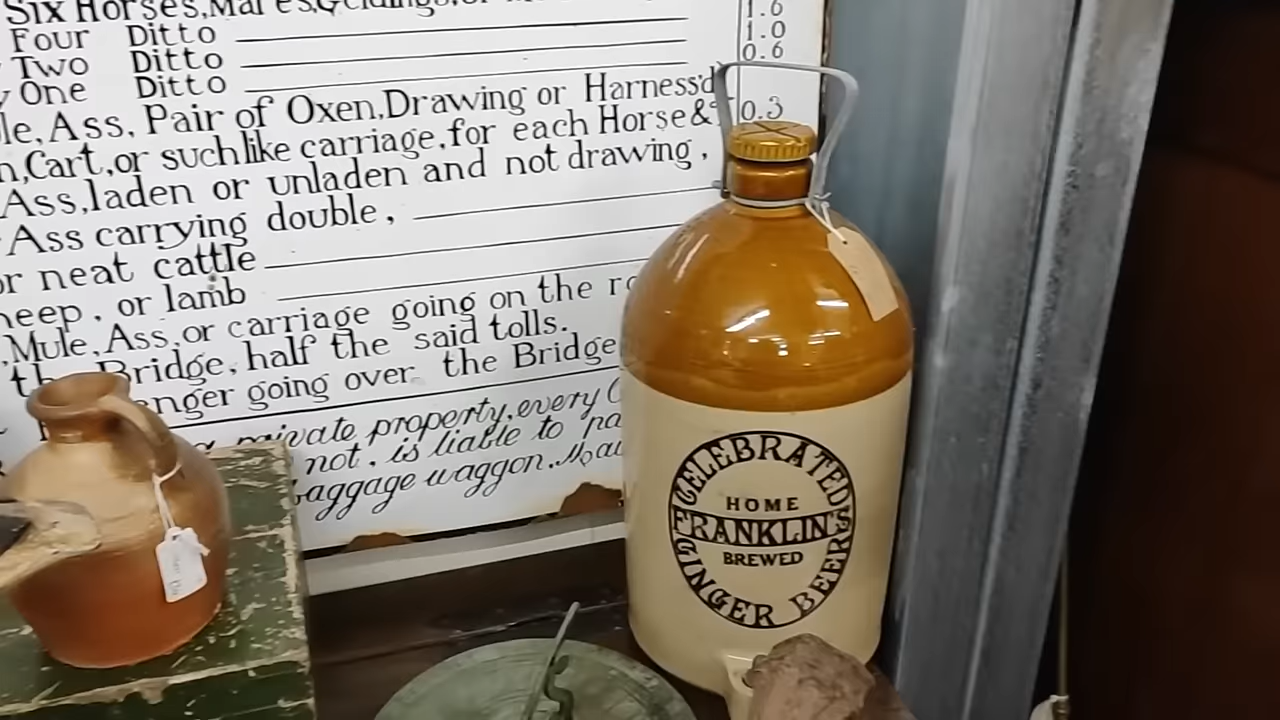 Six Horses, Mares, Geldings, or
Four Ditto 1.0
Two Ditto 0.6
One Ditto
Ass, Pair of Oxen, Drawing or Harness'd 0.3
Cart, or suchlike carriage, for each Horse &
Ass, laden or unladen and not drawing,
Ass carrying double,
or neat cattle
or lamb
Mule, Ass, or carriage going on the
the Bridge, half the said tolls.
going over the Bridge
private property, every
not, is liable to
baggage waggon,
CELEBRATED
HOME
FRANKLIN'S
BREWED
GINGER BEERS